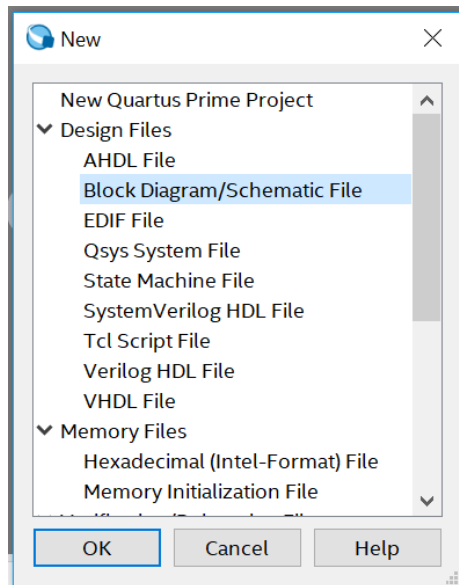 New
New Quartus Prime Project
Design Files
AHDL File
Block Diagram/Schematic File
EDIF File
Qsys System File
State Machine File
SystemVerilog HDL File
Tcl Script File
Verilog HDL File
VHDL File
Memory Files
Hexadecimal (Intel-Format) File
Memory Initialization File
OK Cancel Help